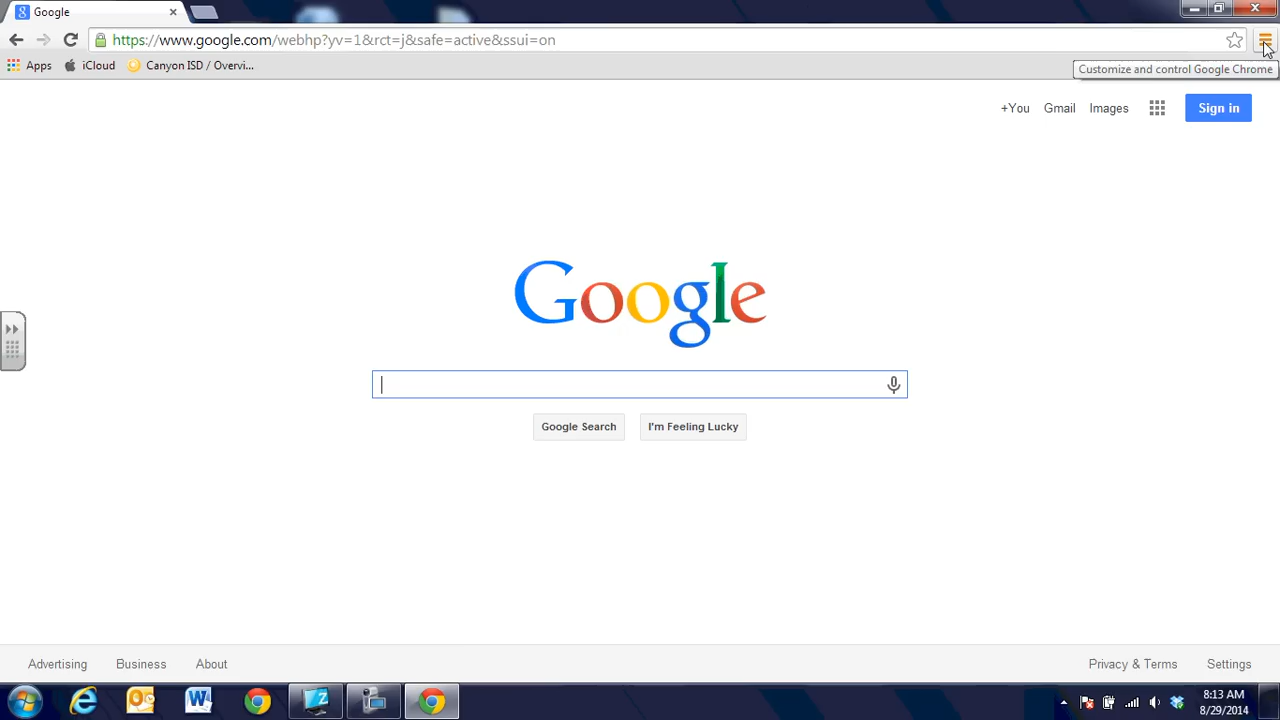 Google
https://www.google.com/webhp?yv=1&rct=j&safe=active&ssui=on
Apps iCloud Canyon ISD / Overvi...
Customize and control Google Chrome
+You Gmail Images Sign in
Google
Google Search I'm Feeling Lucky
Advertising Business About Privacy & Terms Settings
8:13 AM
8/29/2014